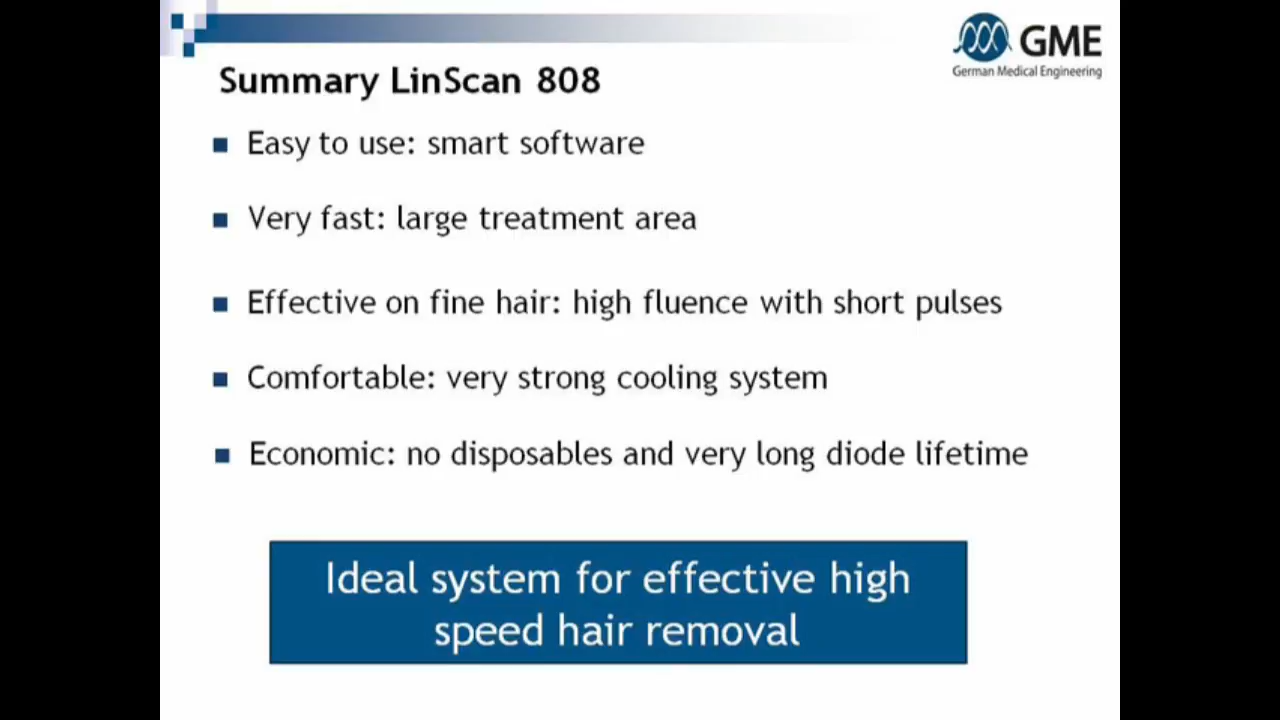 GME
German Medical Engineering
Summary LinScan 808
Easy to use: smart software
Very fast: large treatment area
Effective on fine hair: high fluence with short pulses
Comfortable: very strong cooling system
Economic: no disposables and very long diode lifetime
Ideal system for effective high
speed hair removal